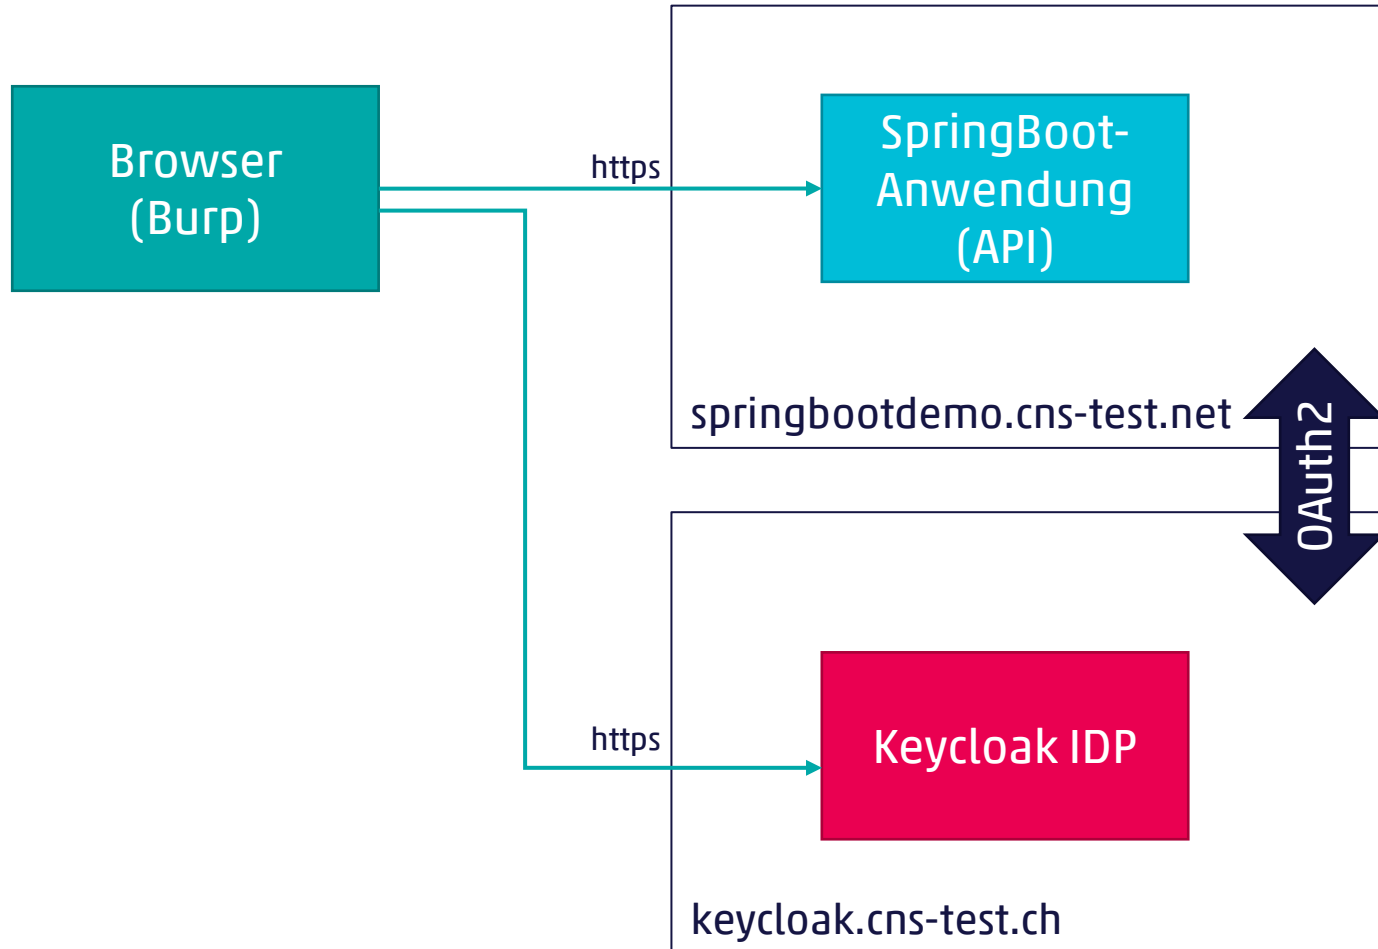 Browser
(Burp)
https
SpringBoot-
Anwendung
(API)
springbootdemo.cns-test.net
OAuth2
https
Keycloak IDP
keycloak.cns-test.ch